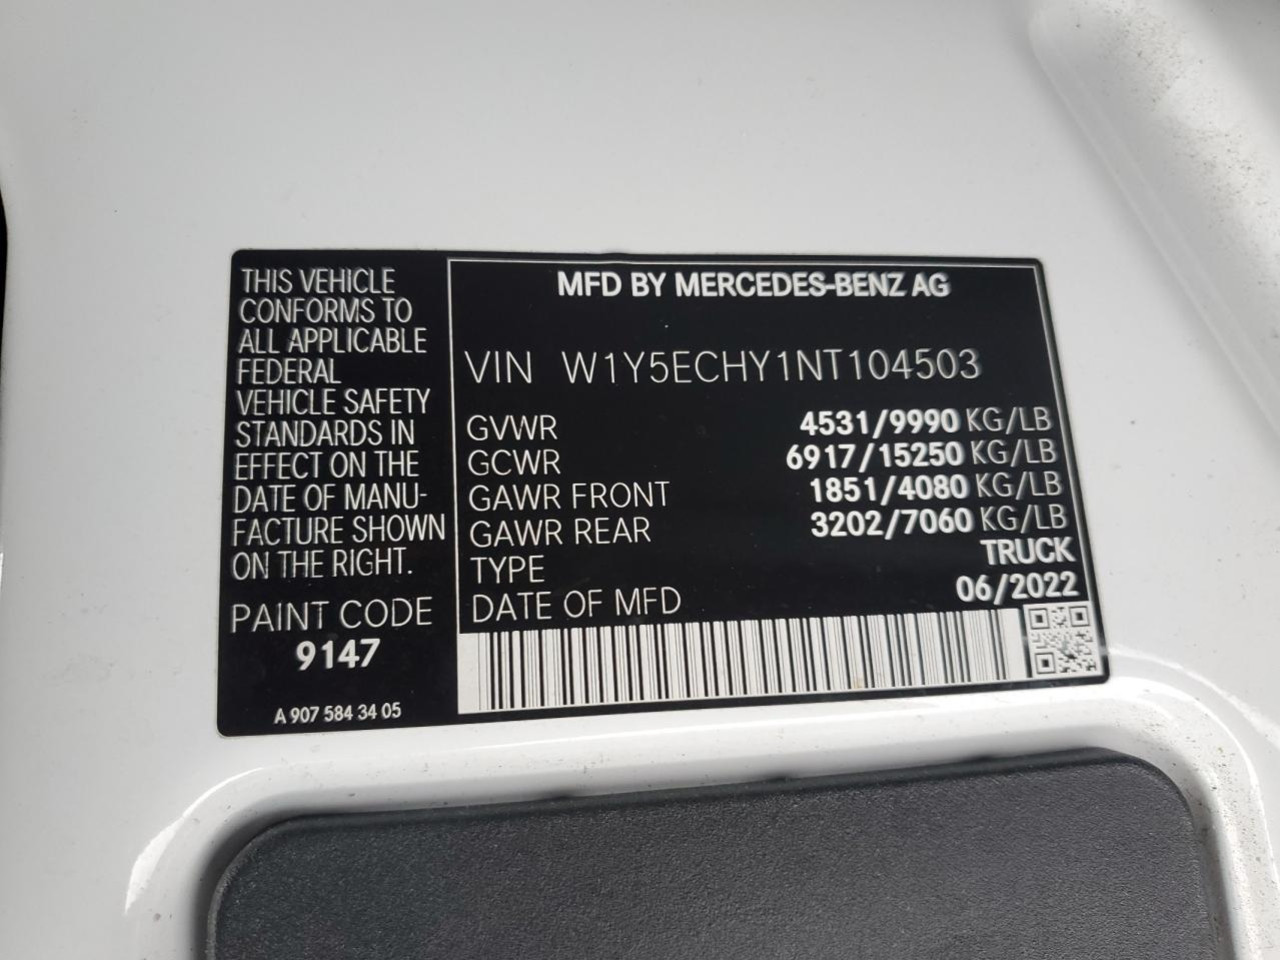 THIS VEHICLE
CONFORMS TO
ALL APPLICABLE
FEDERAL
VEHICLE SAFETY
STANDARDS IN
EFFECT ON THE
DATE OF MANU-
FACTURE SHOWN
ON THE RIGHT.
PAINT CODE
9147
A 907 584 34 05
MFD BY MERCEDES-BENZ AG
VIN W1Y5ECHY1NT104503
GVWR 4531/9990 KG/LB
GCWR 6917/15250 KG/LB
GAWR FRONT 1851/4080 KG/LB
GAWR REAR 3202/7060 KG/LB
TYPE TRUCK
DATE OF MFD 06/2022